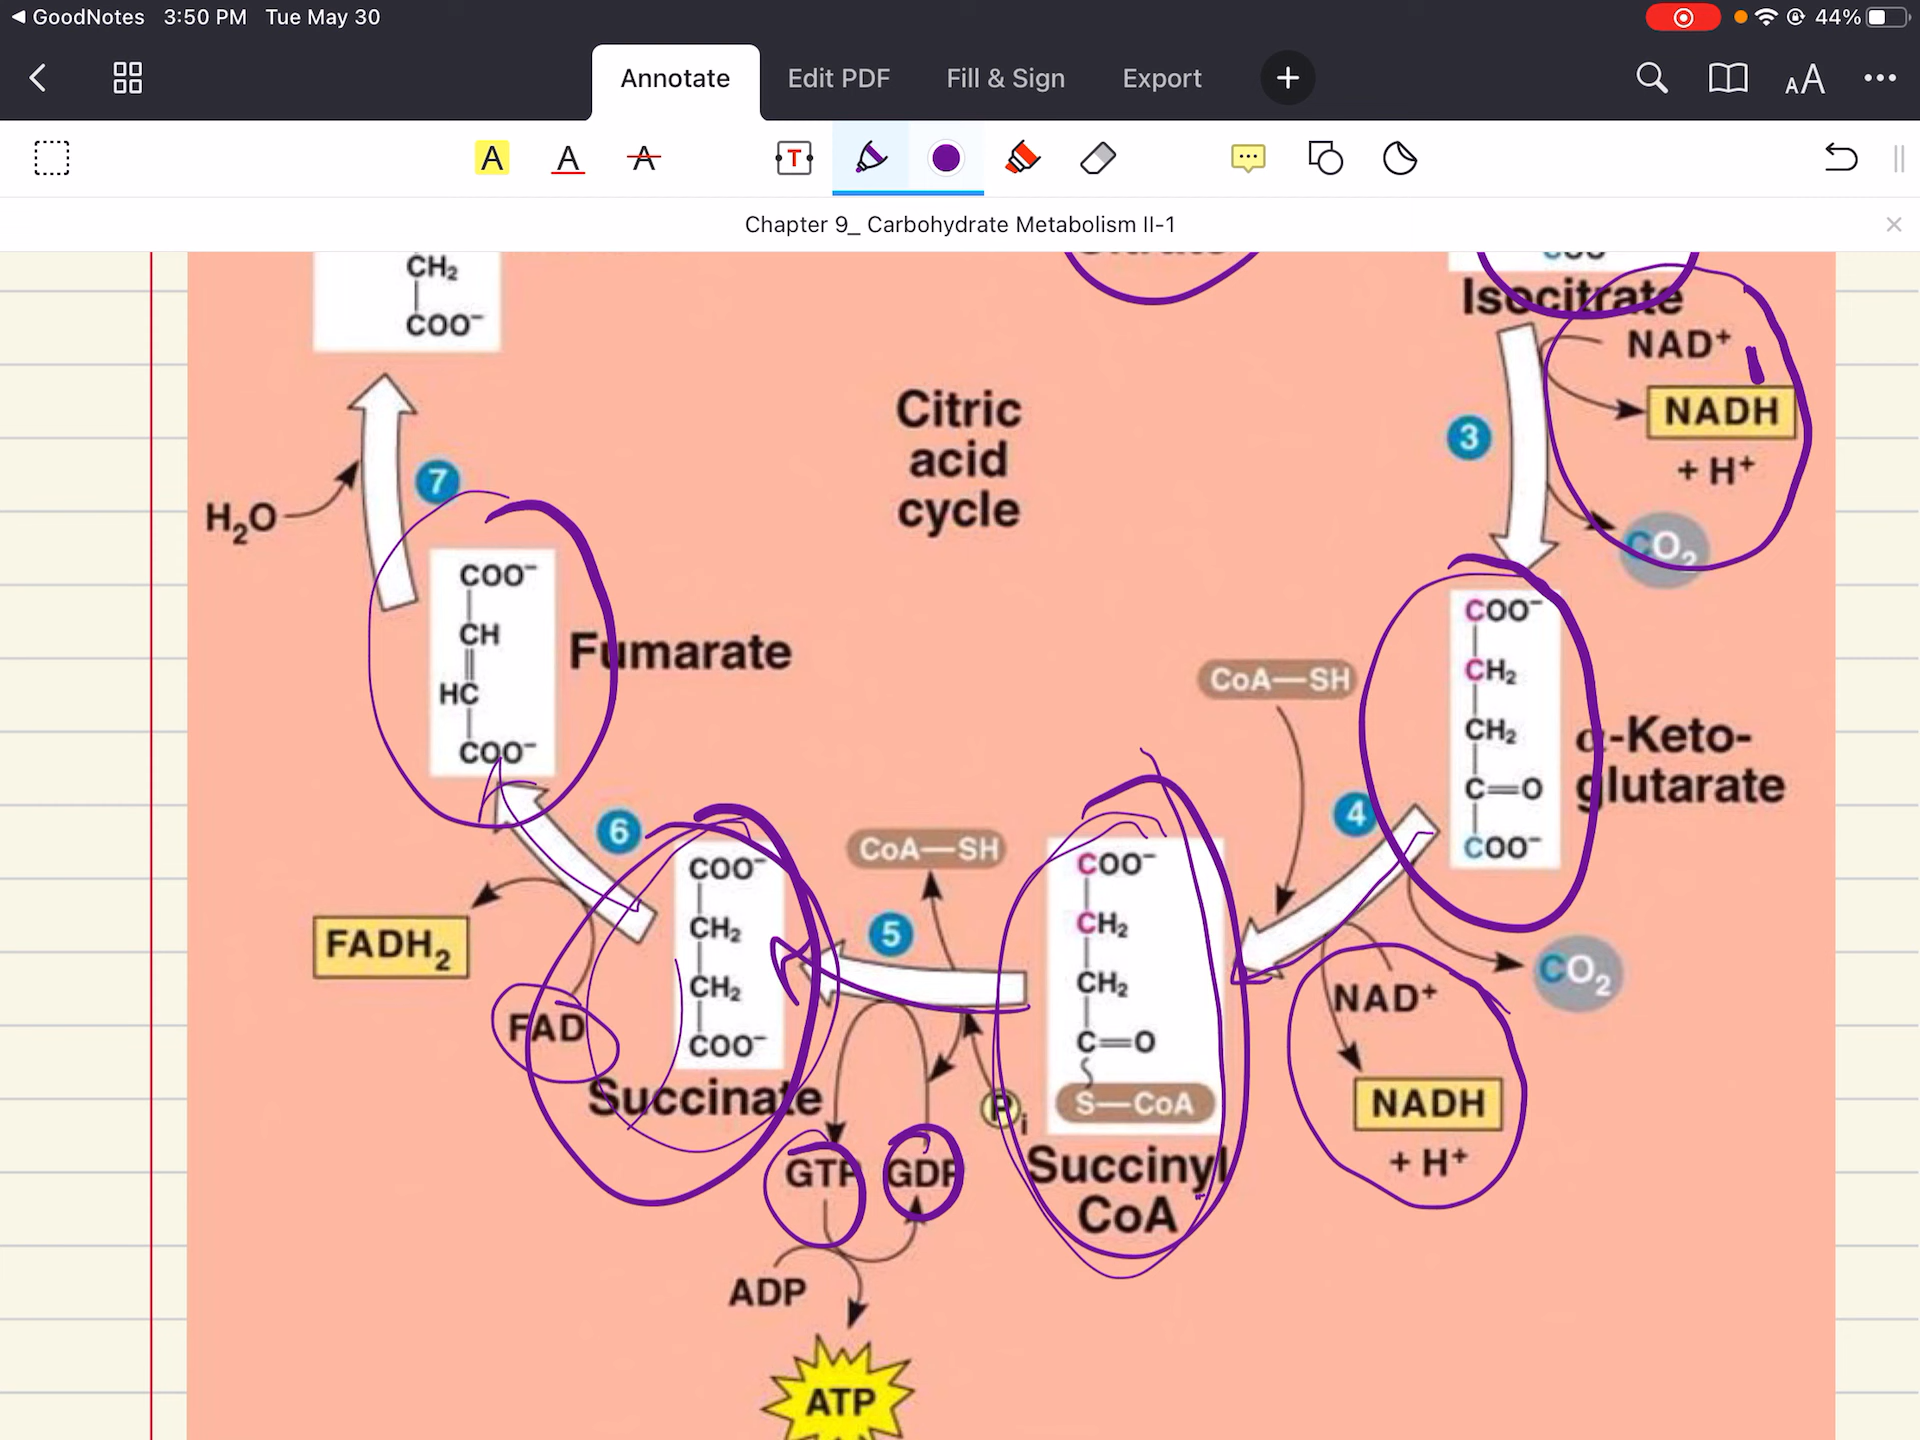 GoodNotes 3:50 PM Tue May 30 44%
Annotate Edit PDF Fill & Sign Export
A A A T AA
Chapter 9_ Carbohydrate Metabolism II-1
CH₂
COO⁻
Isocitrate
NAD⁺
NADH
+ H⁺
CO₂
3
Citric
acid
cycle
7
H₂O
COO⁻
CH
HC
COO⁻
Fumarate
COO⁻
CH₂
CH₂
C=O
COO⁻
α-Keto-
glutarate
CoA—SH
4
6
FADH₂
FAD
COO⁻
CH₂
CH₂
COO⁻
Succinate
CoA—SH
5
COO⁻
CH₂
CH₂
C=O
S—CoA
Succinyl
CoA
Pi
NAD⁺
NADH
+ H⁺
CO₂
GTP GDP
ADP
ATP